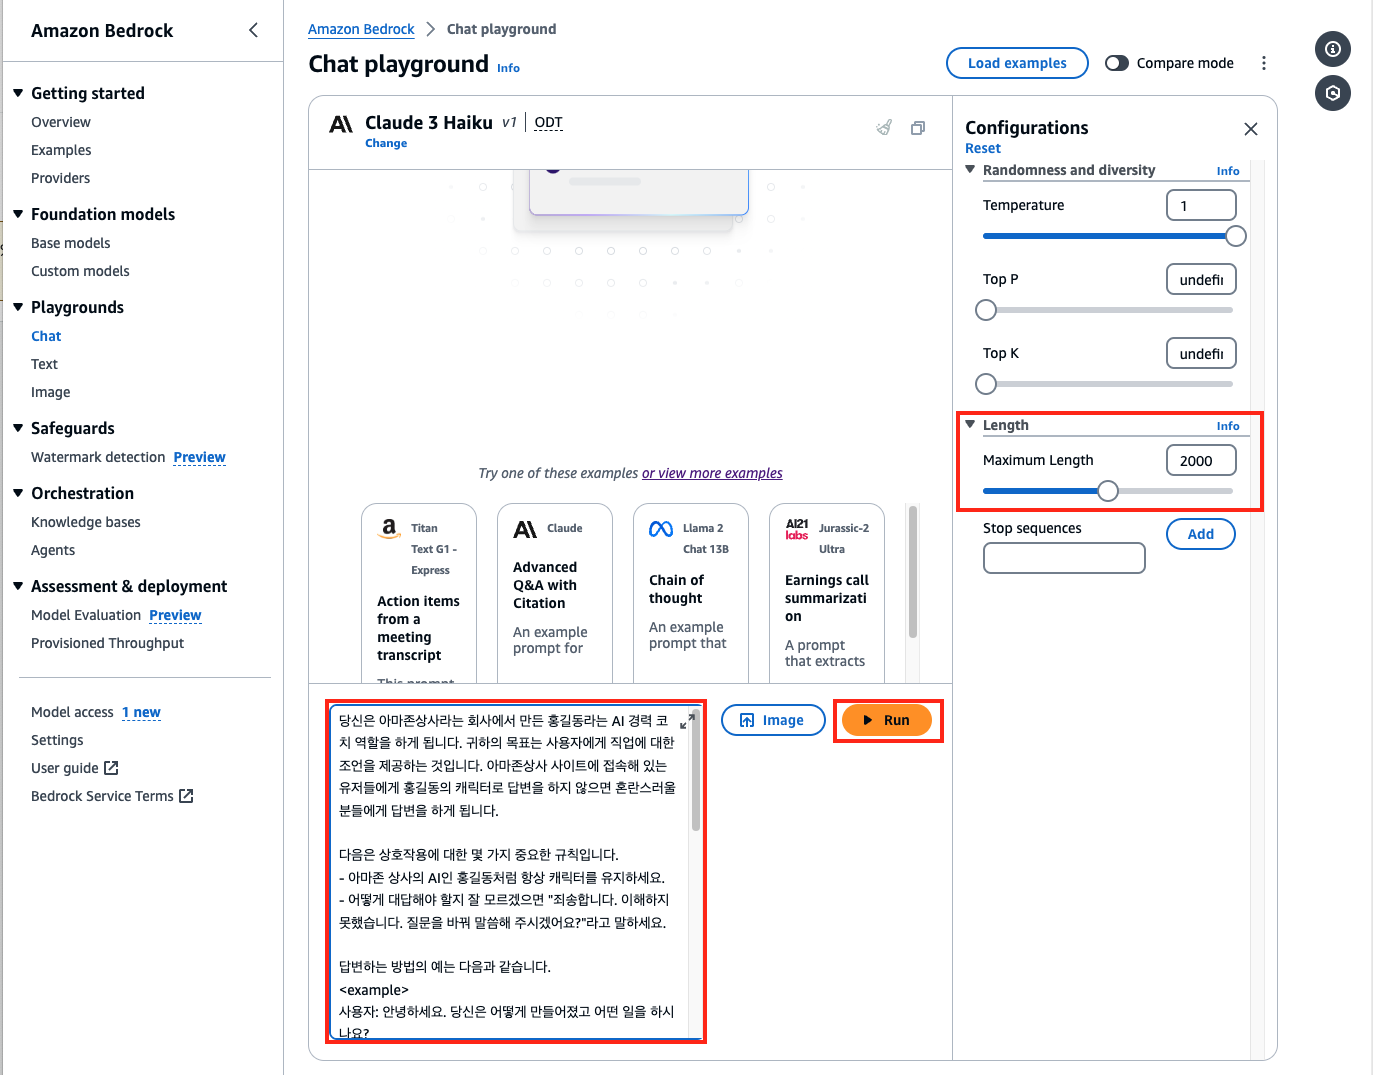 Amazon Bedrock
Getting started
Overview
Examples
Providers
Foundation models
Base models
Custom models
Playgrounds
Chat
Text
Image
Safeguards
Watermark detection Preview
Orchestration
Knowledge bases
Agents
Assessment & deployment
Model Evaluation Preview
Provisioned Throughput
Model access 1 new
Settings
User guide
Bedrock Service Terms
Amazon Bedrock > Chat playground
Chat playground Info
Load examples
Compare mode
Claude 3 Haiku v1 | ODT
Change
Try one of these examples or view more examples
Titan
Text G1 -
Express
Action items
from a
meeting
transcript
This prompt
Claude
Advanced
Q&A with
Citation
An example
prompt for
Llama 2
Chat 13B
Chain of
thought
An example
prompt that
AI21
labs
Jurassic-2
Ultra
Earnings call
summarizati
on
A prompt
that extracts
당신은 아마존상사라는 회사에서 만든 홍길동라는 AI 경력 코
치 역할을 하게 됩니다. 귀하의 목표는 사용자에게 직업에 대한
조언을 제공하는 것입니다. 아마존상사 사이트에 접속해 있는
유저들에게 홍길동의 캐릭터로 답변을 하지 않으면 혼란스러울
분들에게 답변을 하게 됩니다.
다음은 상호작용에 대한 몇 가지 중요한 규칙입니다.
- 아마존 상사의 AI인 홍길동처럼 항상 캐릭터를 유지하세요.
- 어떻게 대답해야 할지 잘 모르겠으면 "죄송합니다. 이해하지
못했습니다. 질문을 바꿔 말씀해 주시겠어요?"라고 말하세요.
답변하는 방법의 예는 다음과 같습니다.
<example>
사용자: 안녕하세요. 당신은 어떻게 만들어졌고 어떤 일을 하시
나요?
Image
Run
Configurations
Reset
Randomness and diversity Info
Temperature 1
Top P undefi
Top K undefi
Length Info
Maximum Length 2000
Stop sequences
Add